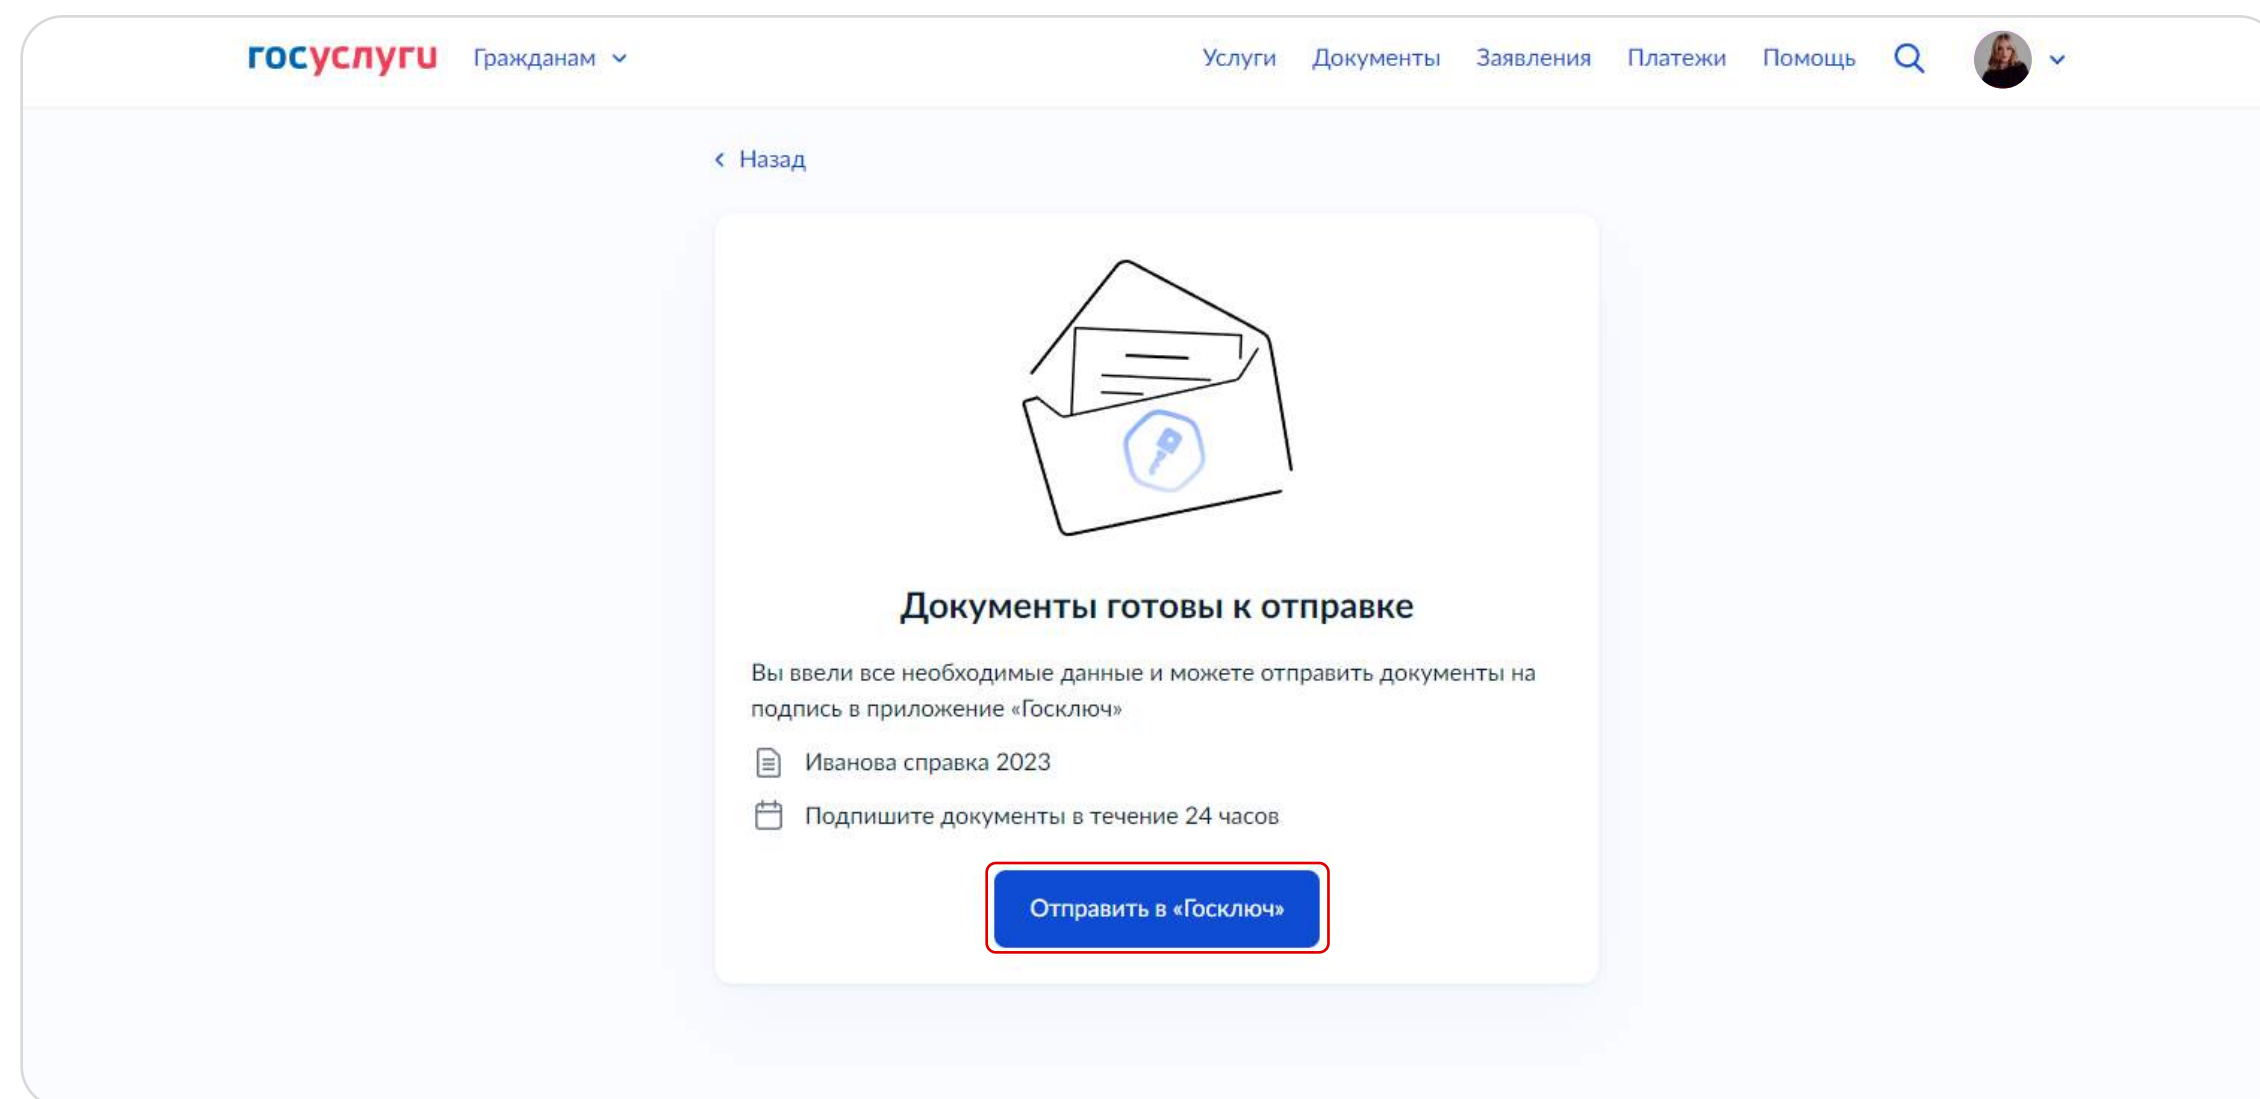 госуслуги Гражданам Услуги Документы Заявления Платежи Помощь
Назад
Документы готовы к отправке
Вы ввели все необходимые данные и можете отправить документы на
подпись в приложение «Госключ»
Иванова справка 2023
Подпишите документы в течение 24 часов
Отправить в «Госключ»